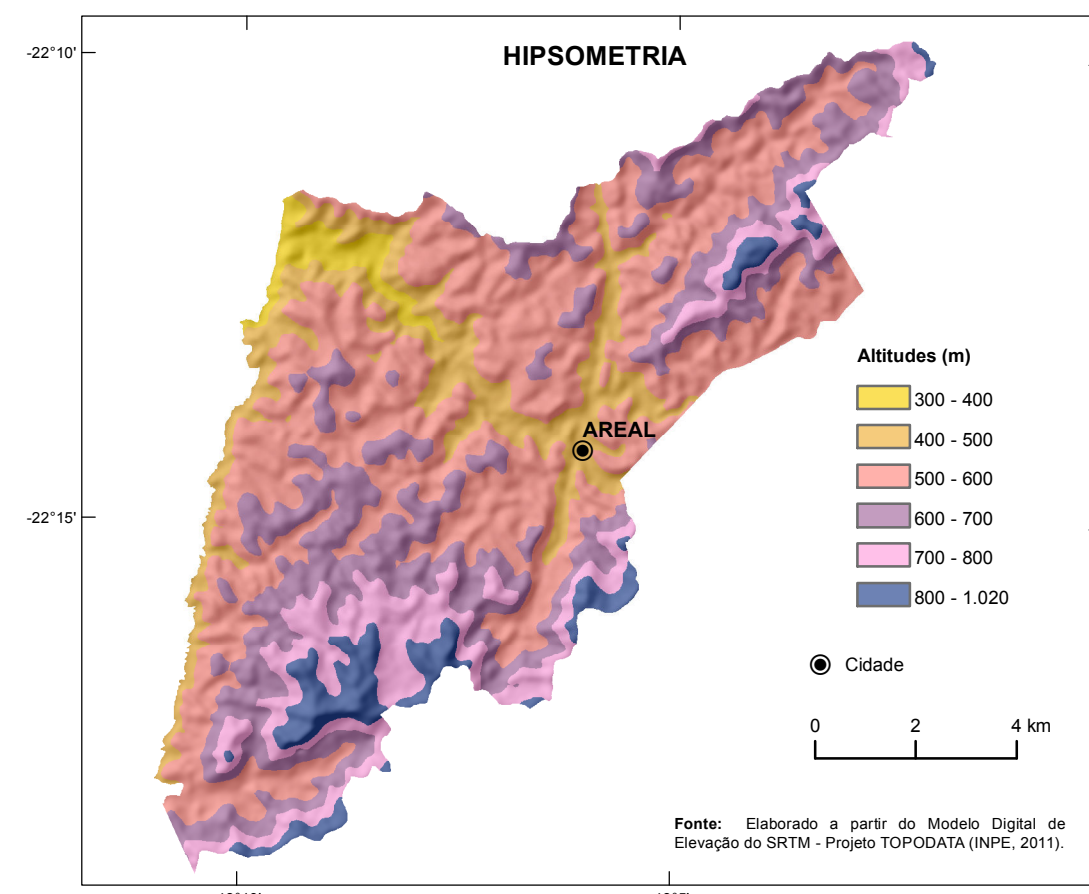 HIPSOMETRIA
-22°10'
AREAL
-22°15'
Altitudes (m)
300 - 400
400 - 500
500 - 600
600 - 700
700 - 800
800 - 1.020
Cidade
0 2 4 km
Fonte: Elaborado a partir do Modelo Digital de
Elevação do SRTM - Projeto TOPODATA (INPE, 2011).